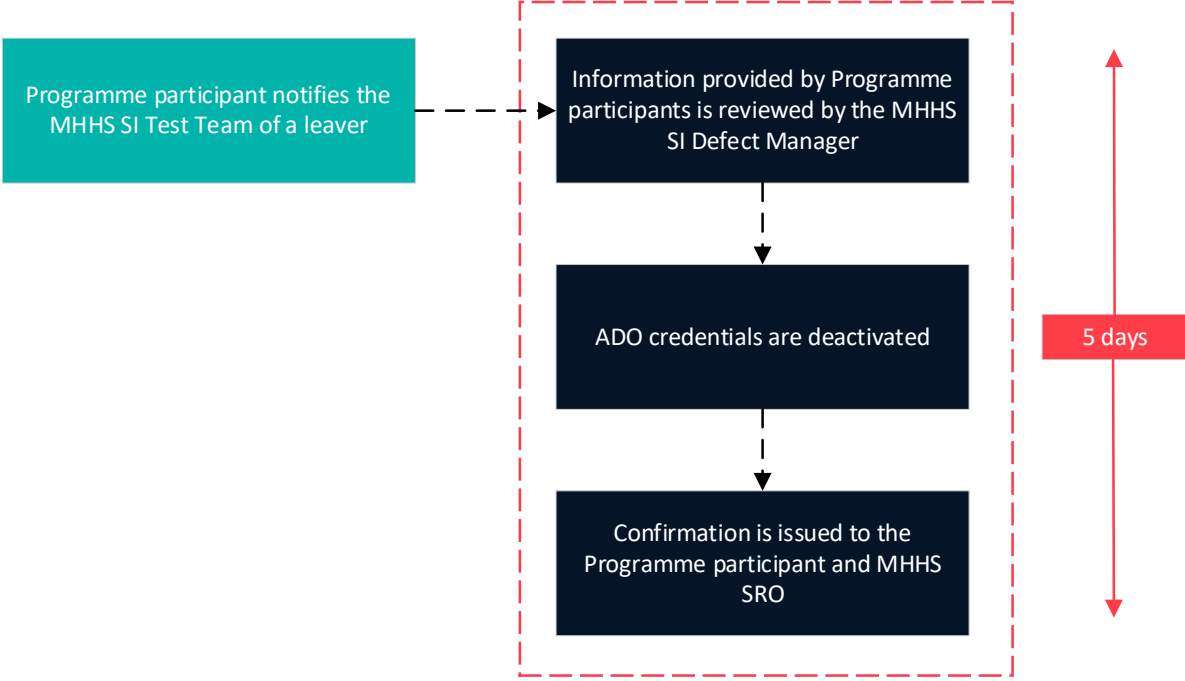 Programme participant notifies the
MHHS SI Test Team of a leaver
Information provided by Programme
participants is reviewed by the MHHS
SI Defect Manager
ADO credentials are deactivated
5 days
Confirmation is issued to the
Programme participant and MHHS
SRO